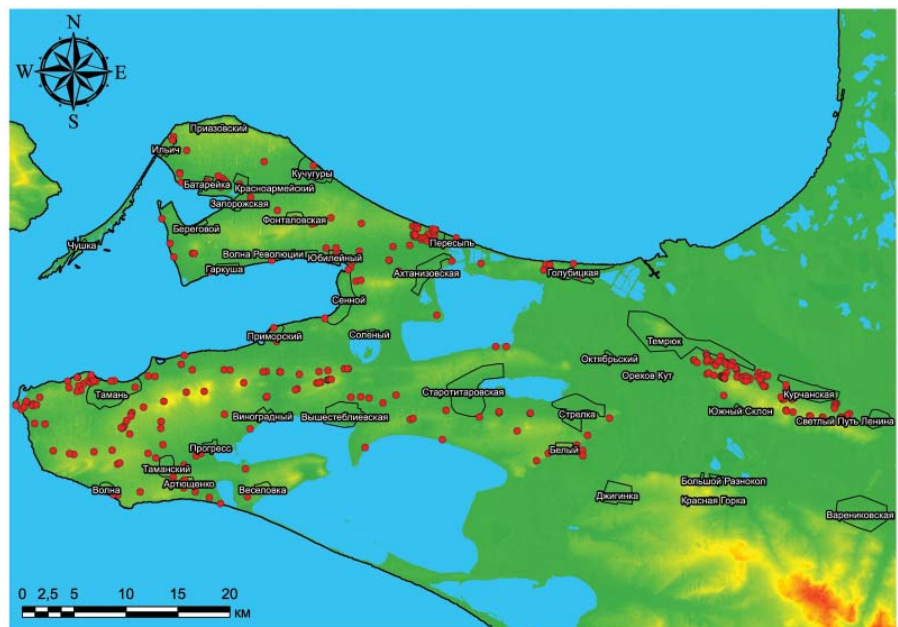 N
W E
S
Приазовский
Ильич
Кучугуры
Батарейка
Красноармейский
Запорожская
Фонталовская
Береговой
Чушка
Волна Революции
Юбилейный
Пересыпь
Гаркуша
Ахтанизовская
Голубицкая
Сенной
Приморский
Солёный
Темрюк
Октябрьский
Орехов Кут
Тамань
Старотитаровская
Курчанская
Виноградный
Вышестеблиевская
Стрелка
Южный Склон
Светлый Путь Ленина
Прогресс
Белый
Таманский
Артющенко
Волна
Веселовка
Джигинка
Большой Разнокол
Красная Горка
Варениковская
0 2,5 5 10 15 20
км